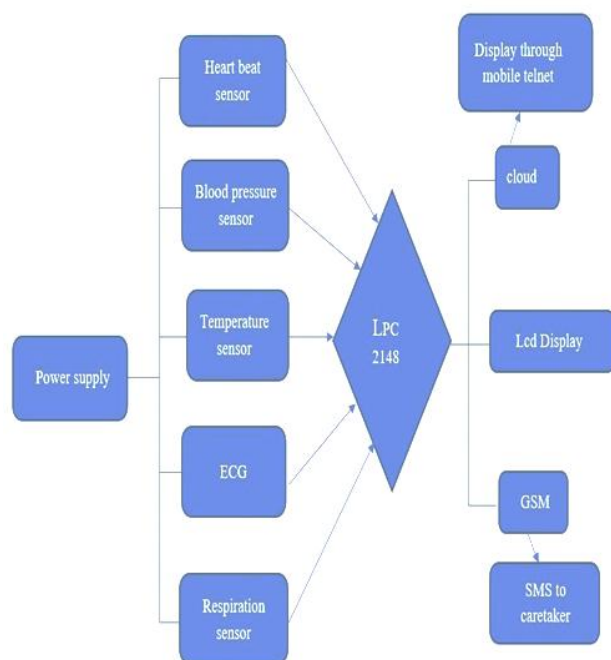 Heart beat
sensor
Blood pressure
sensor
Temperature
sensor
Power supply
ECG
Respiration
sensor
LPC
2148
Display through
mobile telnet
cloud
Lcd Display
GSM
SMS to
caretaker